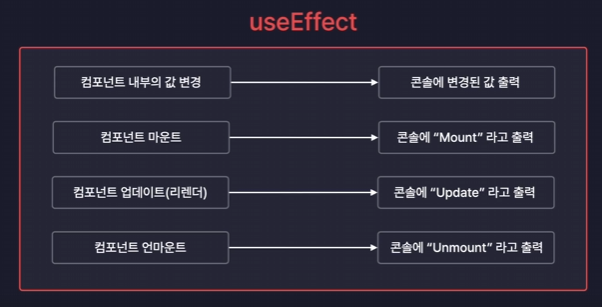 useEffect
컴포넌트 내부의 값 변경
콘솔에 변경된 값 출력
컴포넌트 마운트
콘솔에 “Mount” 라고 출력
컴포넌트 업데이트(리렌더)
콘솔에 “Update” 라고 출력
컴포넌트 언마운트
콘솔에 “Unmount” 라고 출력